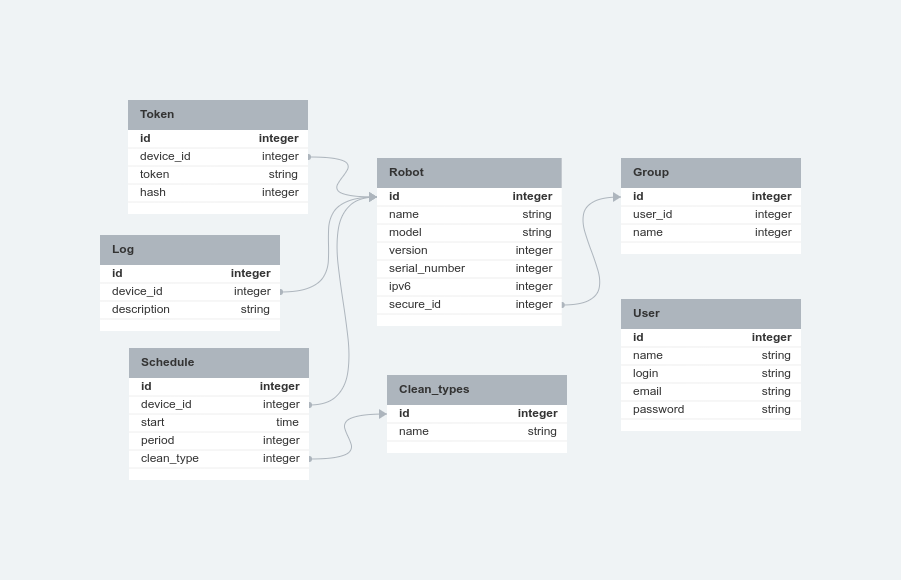 Token
id integer
device_id integer
token string
hash integer
Log
id integer
device_id integer
description string
Schedule
id integer
device_id integer
start time
period integer
clean_type integer
Robot
id integer
name string
model string
version integer
serial_number integer
ipv6 integer
secure_id integer
Clean_types
id integer
name string
Group
id integer
user_id integer
name integer
User
id integer
name string
login string
email string
password string